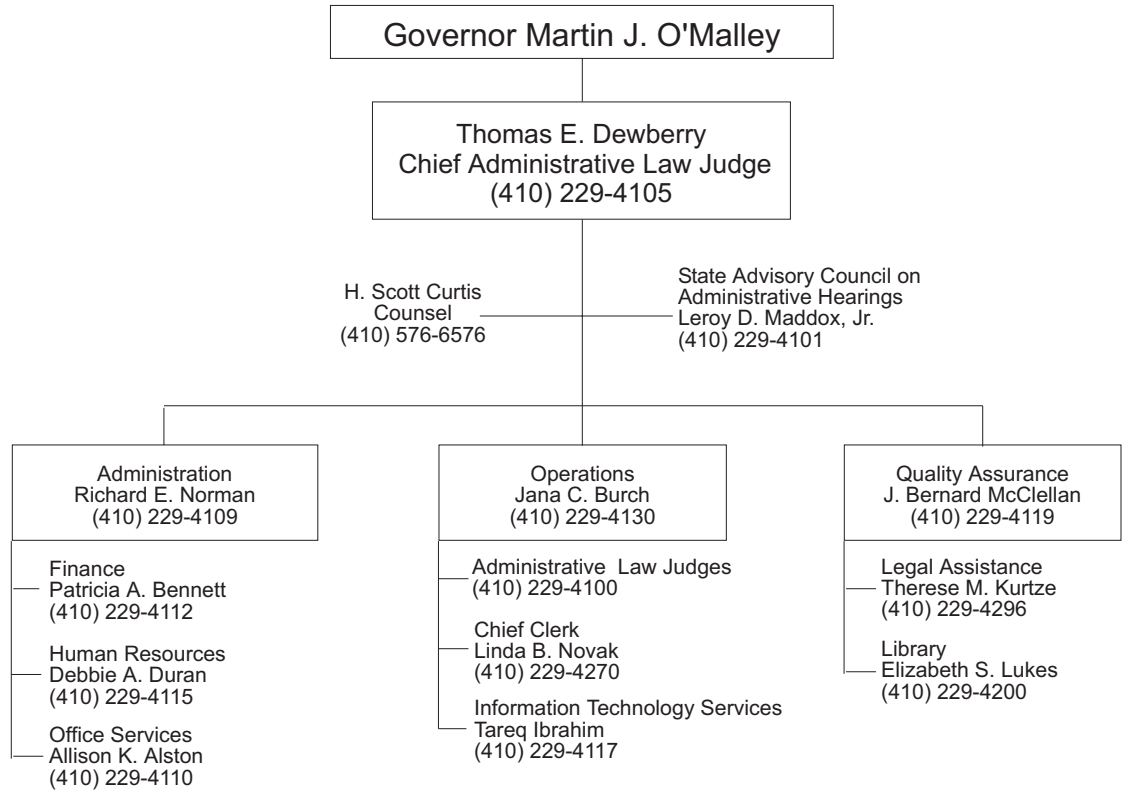 Governor Martin J. O'Malley
Thomas E. Dewberry
Chief Administrative Law Judge
(410) 229-4105
H. Scott Curtis
Counsel
(410) 576-6576
State Advisory Council on
Administrative Hearings
Leroy D. Maddox, Jr.
(410) 229-4101
Administration
Richard E. Norman
(410) 229-4109
Finance
Patricia A. Bennett
(410) 229-4112
Human Resources
Debbie A. Duran
(410) 229-4115
Office Services
Allison K. Alston
(410) 229-4110
Operations
Jana C. Burch
(410) 229-4130
Administrative Law Judges
(410) 229-4100
Chief Clerk
Linda B. Novak
(410) 229-4270
Information Technology Services
Tareq Ibrahim
(410) 229-4117
Quality Assurance
J. Bernard McClellan
(410) 229-4119
Legal Assistance
Therese M. Kurtze
(410) 229-4296
Library
Elizabeth S. Lukes
(410) 229-4200